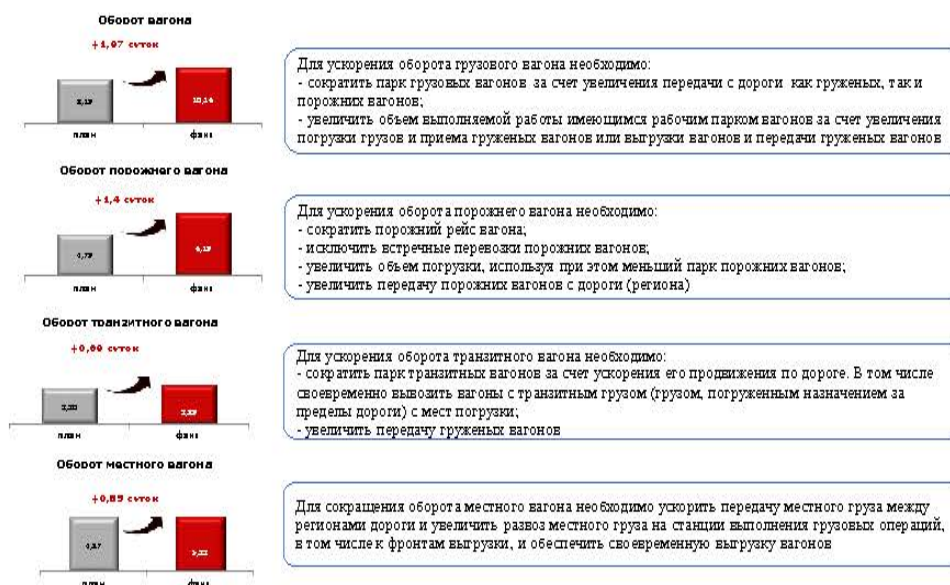 Оборот вагона
план
факт
Для ускорения оборота грузового вагона необходимо:
- сократить парк грузовых вагонов за счет увеличения передачи с дороги как груженых, так и
порожних вагонов;
- увеличить объем выполняемой работы имеющимся рабочим парком вагонов за счет увеличения
погрузки грузов и приема груженых вагонов или выгрузки вагонов и передачи груженых вагонов
Оборот порожнего вагона
+1,4 суток
план
факт
Для ускорения оборота порожнего вагона необходимо:
- сократить порожний рейс вагона;
- исключить встречные перевозки порожних вагонов;
- увеличить объем погрузки, используя при этом меньший парк порожних вагонов;
- увеличить передачу порожних вагонов с дороги (региона)
Оборот транзитного вагона
суток
план
факт
Для ускорения оборота транзитного вагона необходимо:
- сократить парк транзитных вагонов за счет ускорения его продвижения по дороге. В том числе
своевременно вывозить вагоны с транзитным грузом (грузом, погруженным назначением за
пределы дороги) с мест погрузки;
- увеличить передачу груженых вагонов
Оборот местного вагона
суток
план
факт
Для сокращения оборота местного вагона необходимо ускорить передачу местного груза между
регионами дороги и увеличить развоз местного груза на станции выполнения грузовых операций,
в том числе к фронтам выгрузки, и обеспечить своевременную выгрузку вагонов